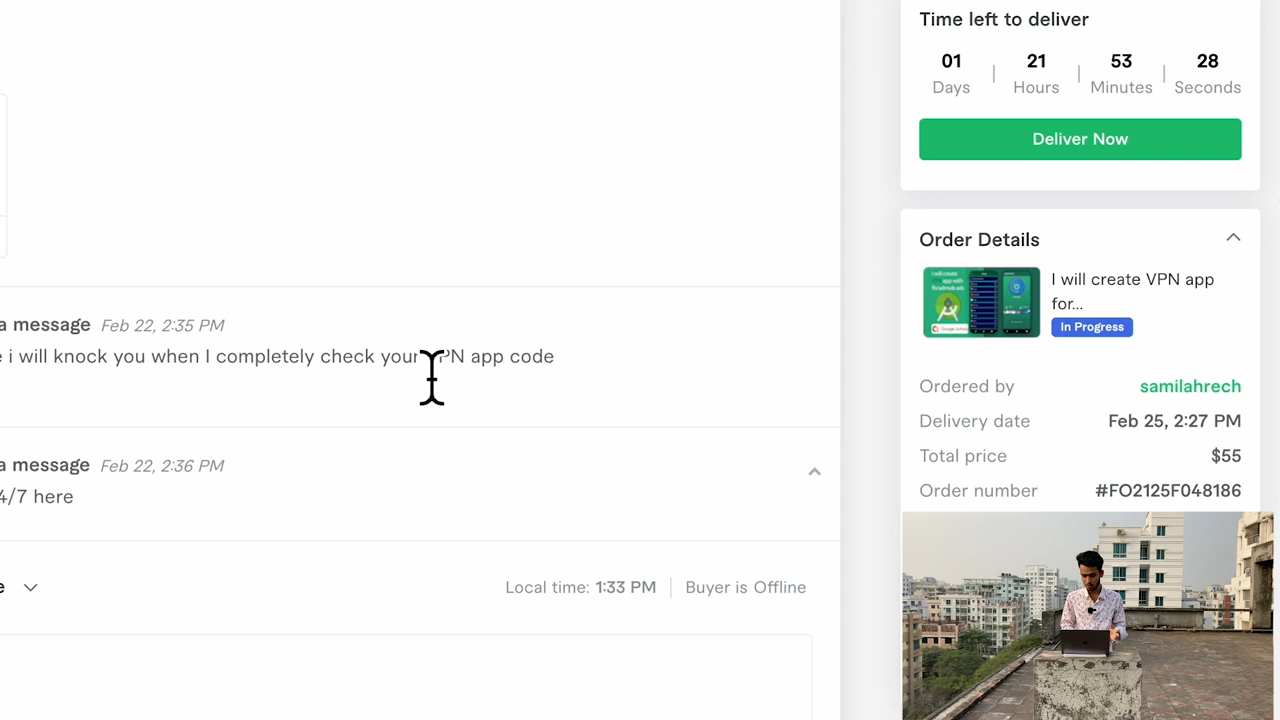 Time left to deliver
01 21 53 28
Days Hours Minutes Seconds
Deliver Now
Order Details
I will create VPN app
for...
In Progress
Ordered by samilahrech
Delivery date Feb 25, 2:27 PM
Total price $55
Order number #FO2125F048186
a message Feb 22, 2:35 PM
e i will knock you when I completely check your VPN app code
a message Feb 22, 2:36 PM
4/7 here
e
Local time: 1:33 PM Buyer is Offline